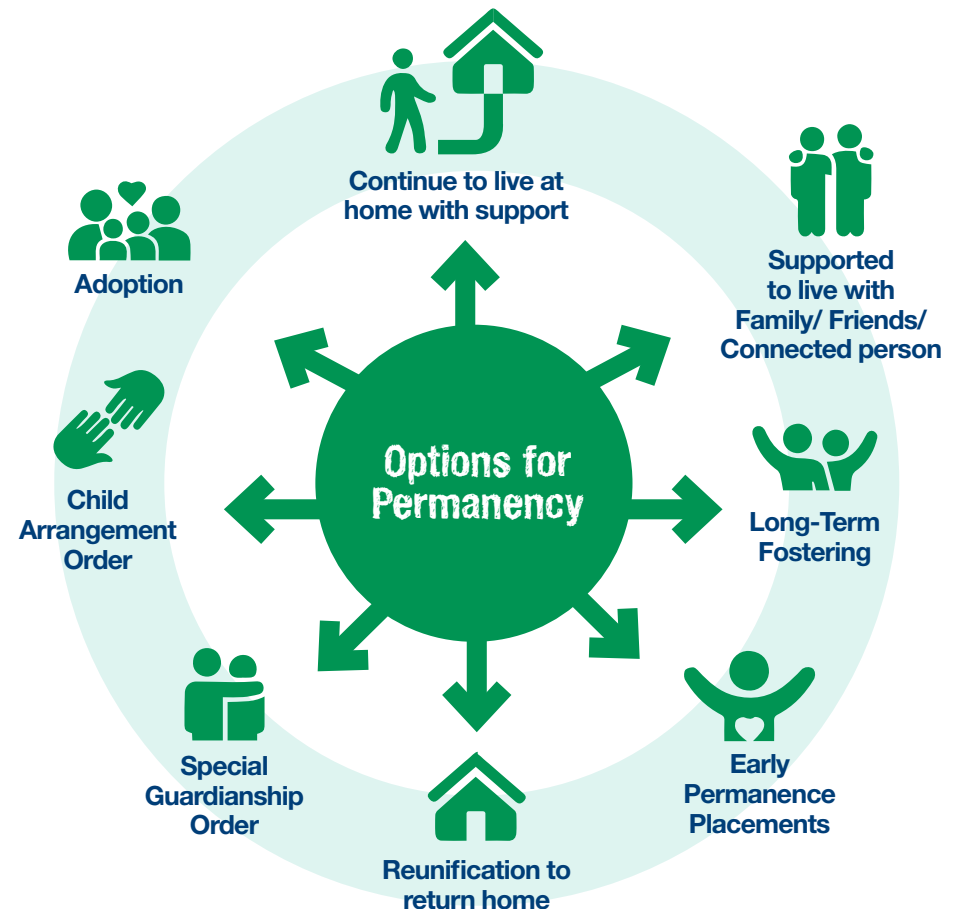 Continue to live at
home with support
Supported
to live with
Family/ Friends/
Connected person
Long-Term
Fostering
Early
Permanence
Placements
Reunification to
return home
Special
Guardianship
Order
Child
Arrangement
Order
Adoption
Options for
Permanency